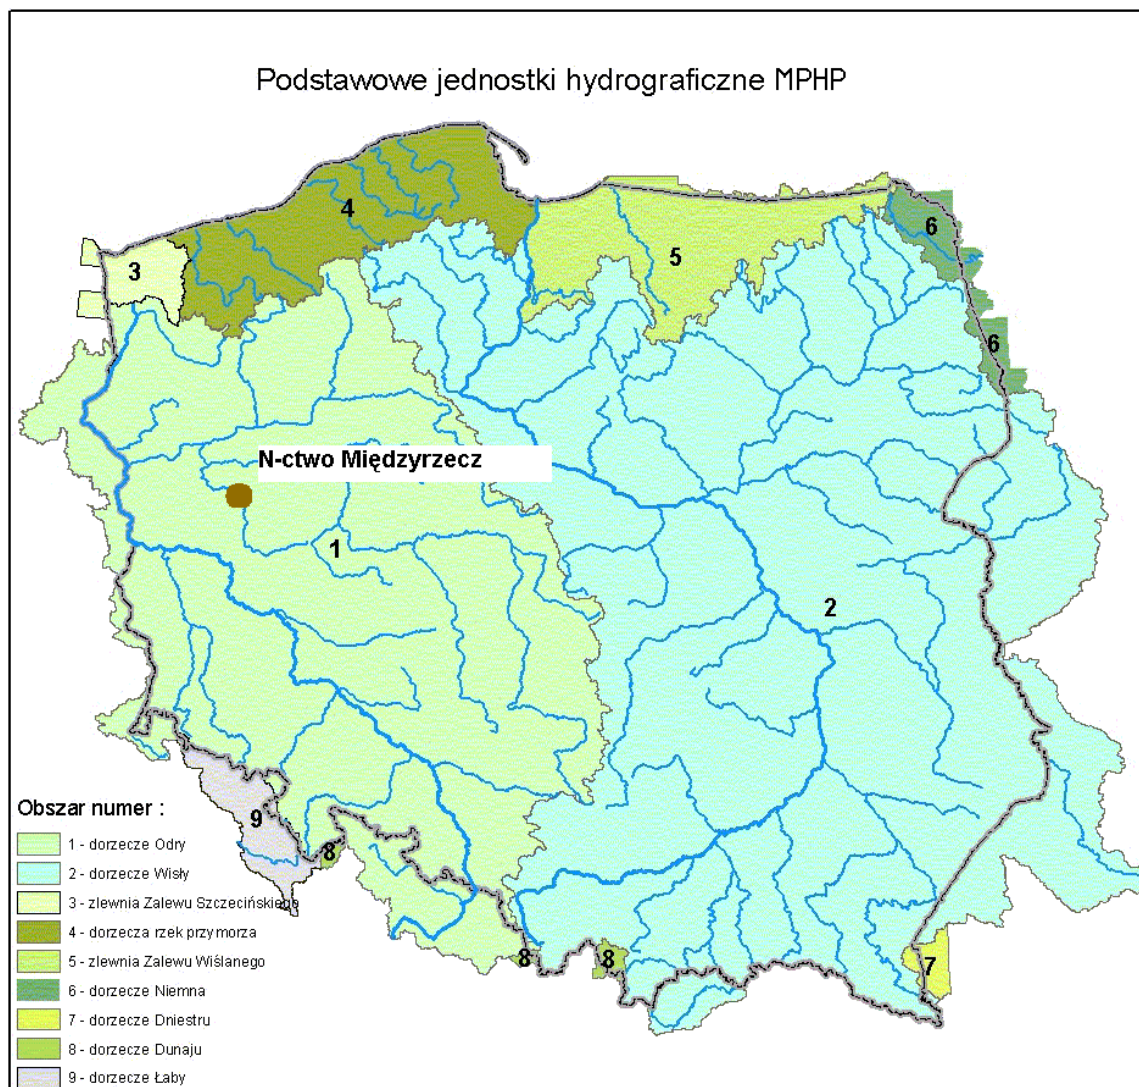 Podstawowe jednostki hydrograficzne MPHP
4
3
5
6
6
N-ctwo Międzyrzecz
1
2
9
8
8
8
7
Obszar numer :
1 - dorzecze Odry
2 - dorzecze Wisły
3 - zlewnia Zalewu Szczecińskiego
4 - dorzecza rzek przymorza
5 - zlewnia Zalewu Wiślanego
6 - dorzecze Niemna
7 - dorzecze Dniestru
8 - dorzecze Dunaju
9 - dorzecze Łaby